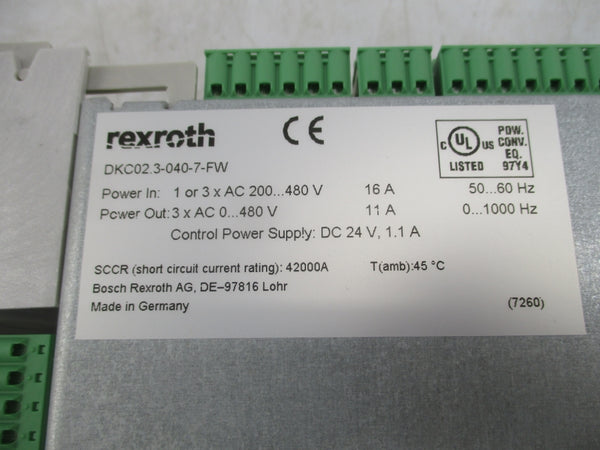 rexroth CE
C UL US LISTED POW. CONV. EQ. 97Y4
DKC02.3-040-7-FW
Power In: 1 or 3 x AC 200...480 V 16 A 50...60 Hz
Power Out: 3 x AC 0...480 V 11 A 0...1000 Hz
Control Power Supply: DC 24 V, 1.1 A
SCCR (short circuit current rating): 42000A T(amb):45 °C
Bosch Rexroth AG, DE–97816 Lohr
Made in Germany (7260)